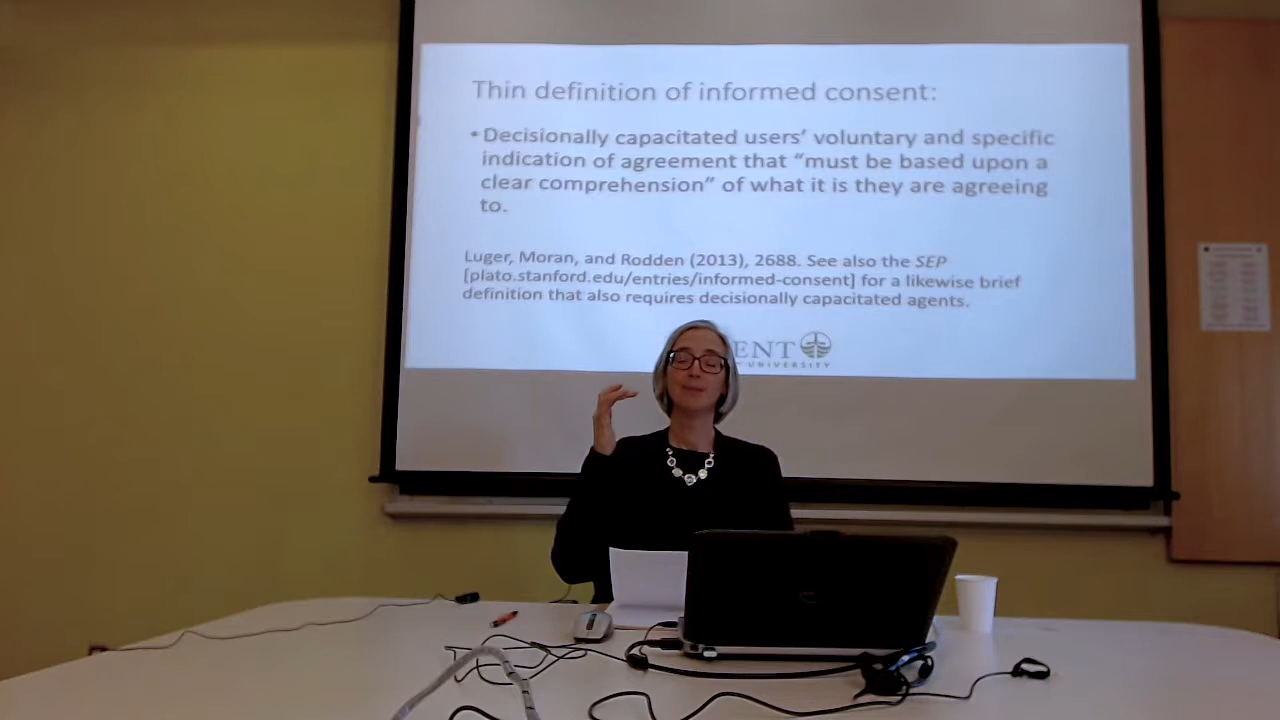 Thin definition of informed consent:
• Decisionally capacitated users’ voluntary and specific
indication of agreement that “must be based upon a
clear comprehension” of what it is they are agreeing
to.
Luger, Moran, and Rodden (2013), 2688. See also the SEP
[plato.stanford.edu/entries/informed-consent] for a likewise brief
definition that also requires decisionally capacitated agents.
ENT
UNIVERSITY